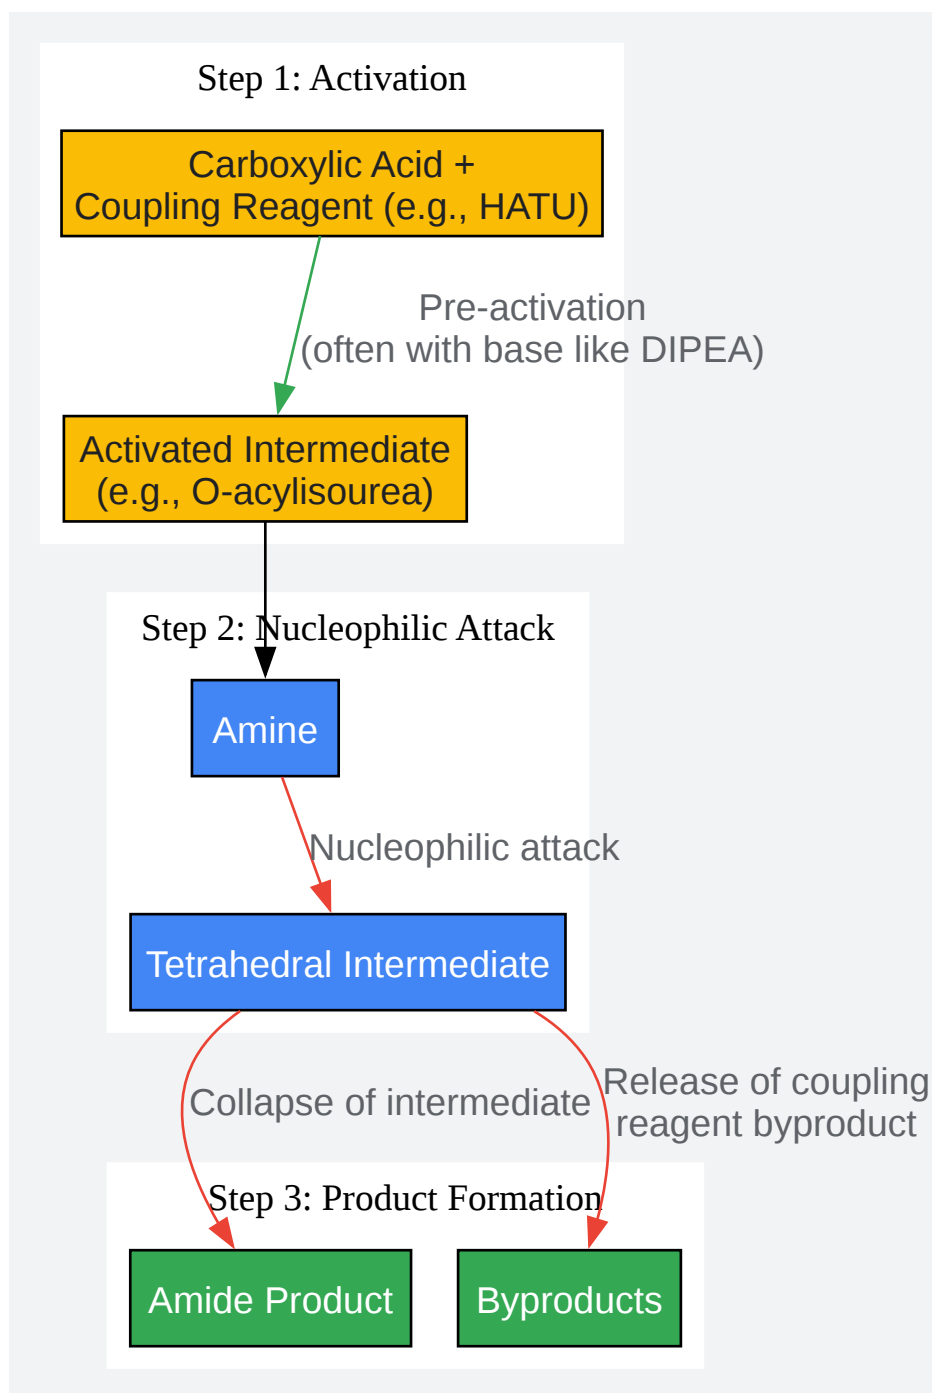 Step 1: Activation
Carboxylic Acid +
Coupling Reagent (e.g., HATU)
Pre-activation
(often with base like DIPEA)
Activated Intermediate
(e.g., O-acylisourea)
Step 2: Nucleophilic Attack
Amine
Nucleophilic attack
Tetrahedral Intermediate
Collapse of intermediate
Release of coupling
reagent byproduct
Step 3: Product Formation
Amide Product
Byproducts